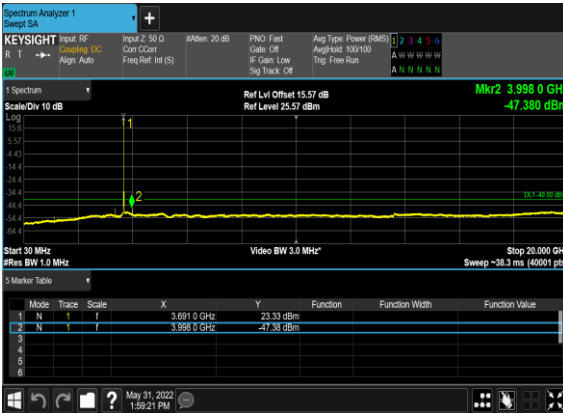 Spectrum Analyzer 1
Swept SA
+
KEYSIGHT Input: RF Input Z: 50 Ω #Atten: 20 dB PNO: Fast Avg Type: Power (RMS) 1 2 3 4 5 6
R T Coupling: DC Corr CCorr Gate: Off Avg|Hold: 100/100 A W W W W W
Align: Auto Freq Ref: Int (S) IF Gain: Low Trig: Free Run
Sig Track: Off A N N N N N
1 Spectrum
Scale/Div 10 dB
Ref Lvl Offset 15.57 dB
Ref Level 25.57 dBm
Mkr2 3.998 0 GH
-47.380 dBr
Log
15.6
5.57
-4.43
-14.4
-24.4
-34.4
-44.4
-54.4
-64.4
1
2
Start 30 MHz
#Res BW 1.0 MHz
Video BW 3.0 MHz*
Stop 20.000 GH
Sweep ~38.3 ms (40001 pts
5 Marker Table
Mode Trace Scale X Y Function Function Width Function Value
1 N 1 f 3.691 0 GHz 23.33 dBm
2 N 1 f 3.998 0 GHz -47.38 dBm
3
4
5
6
? May 31, 2022
1:59:21 PM